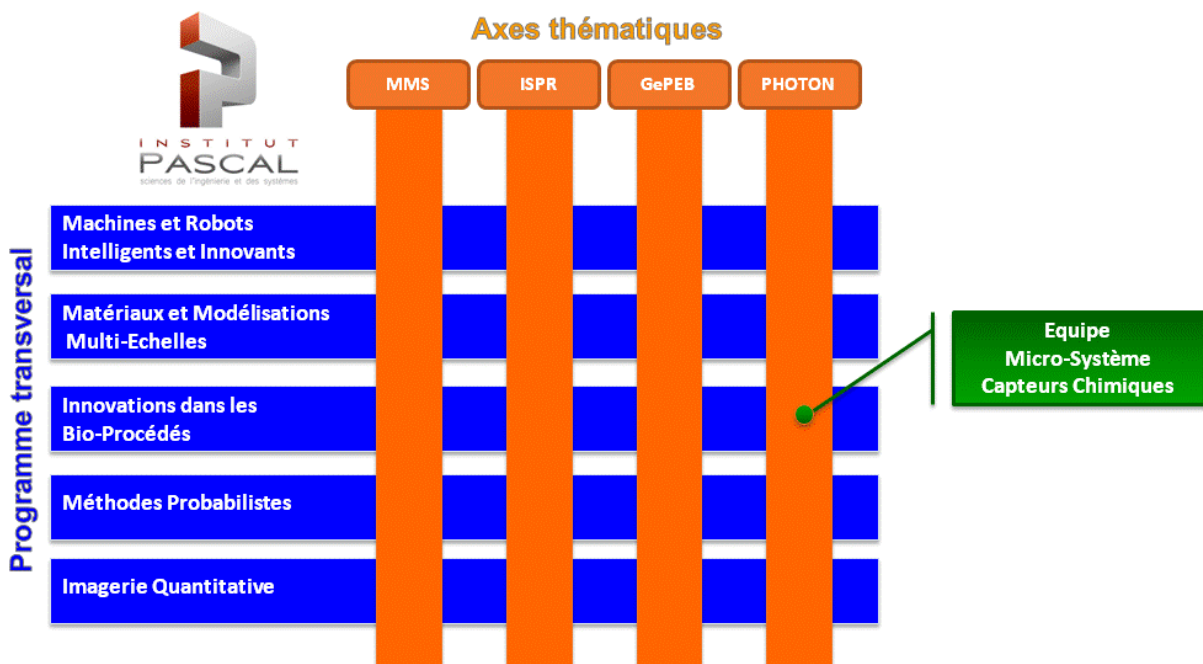 Axes thématiques
MMS
ISPR
GePEB
PHOTON
INSTITUT
PASCAL
sciences de l'ingénierie et des systèmes
Programme transversal
Machines et Robots
Intelligents et Innovants
Matériaux et Modélisations
Multi-Echelles
Innovations dans les
Bio-Procédés
Méthodes Probabilistes
Imagerie Quantitative
Equipe
Micro-Système
Capteurs Chimiques